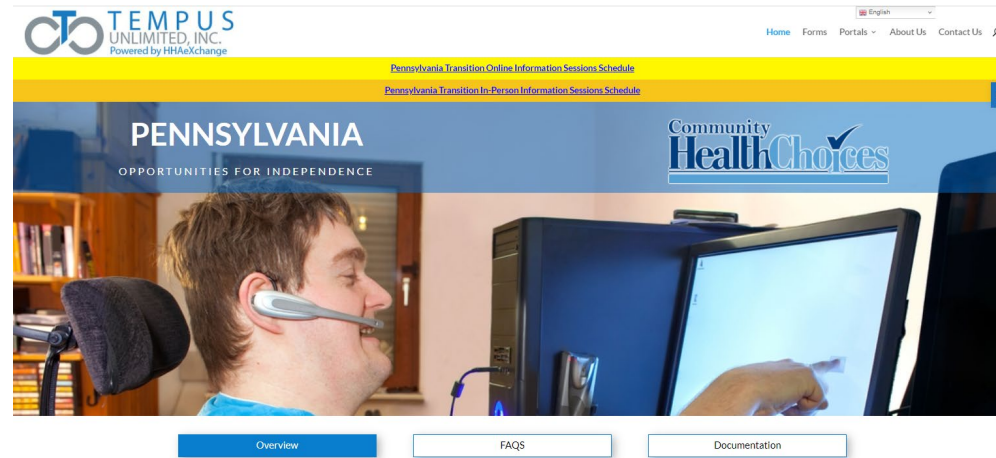 TEMPUS
UNLIMITED, INC.
Powered by HHAeXchange
English
Home Forms Portals About Us Contact Us
Pennsylvania Transition Online Information Sessions Schedule
Pennsylvania Transition In-Person Information Sessions Schedule
PENNSYLVANIA
OPPORTUNITIES FOR INDEPENDENCE
Community
HealthChoices
Overview FAQS Documentation